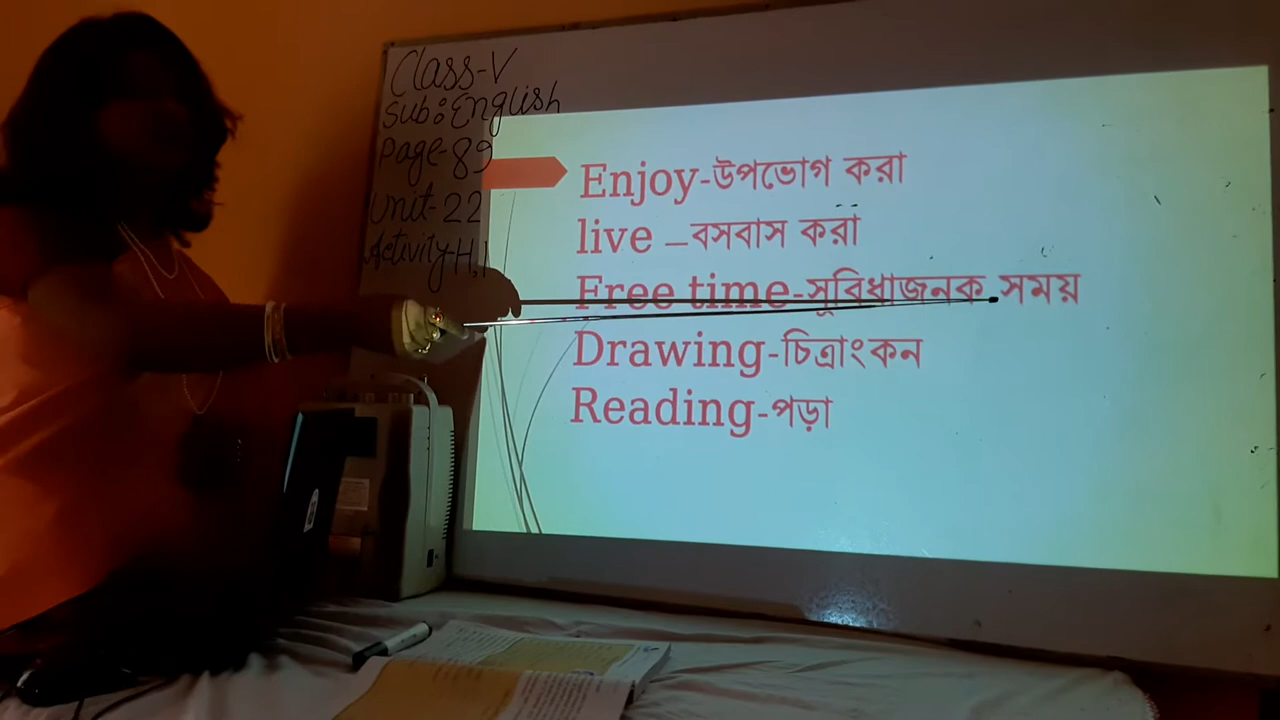 Class-V
Sub: English
Page-89
Unit-22
Activity-H, I
Enjoy-উপভোগ করা
live –বসবাস করা
Free time-সুবিধাজনক সময়
Drawing-চিত্রাংকন
Reading-পড়া